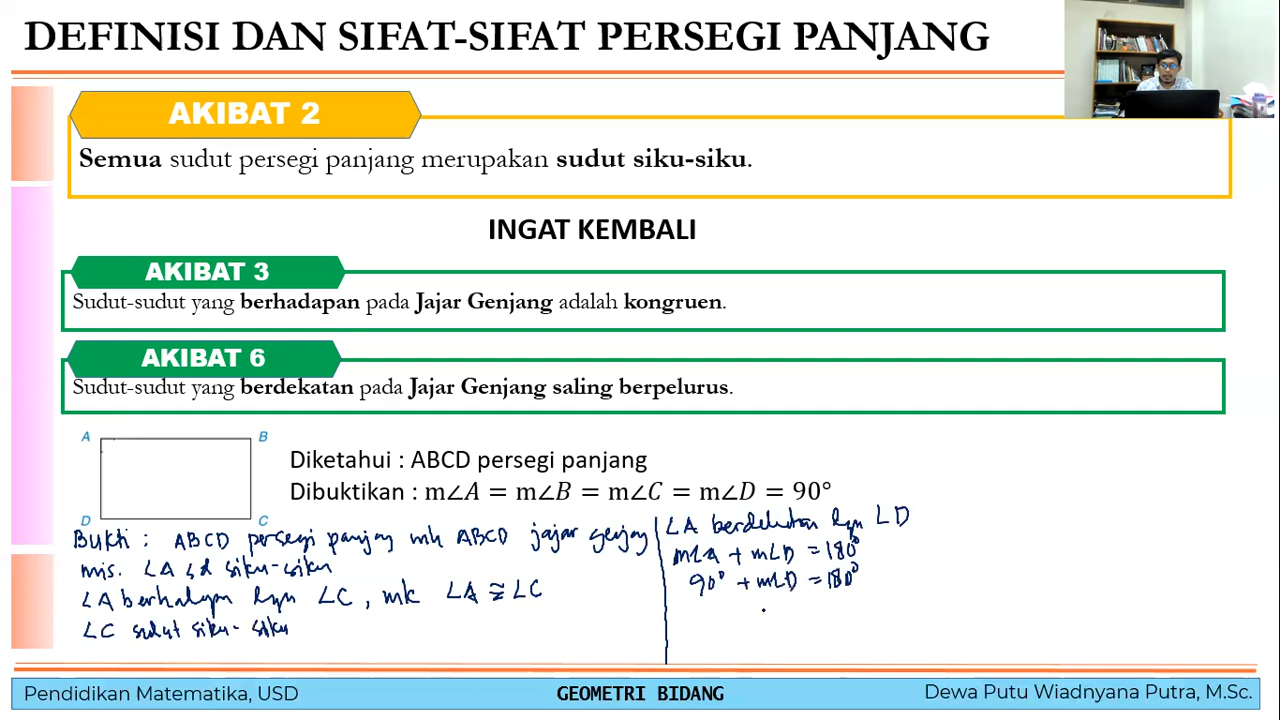 DEFINISI DAN SIFAT-SIFAT PERSEGI PANJANG
AKIBAT 2
Semua sudut persegi panjang merupakan sudut siku-siku.
INGAT KEMBALI
AKIBAT 3
Sudut-sudut yang berhadapan pada Jajar Genjang adalah kongruen.
AKIBAT 6
Sudut-sudut yang berdekatan pada Jajar Genjang saling berpelurus.
A
B
D
C
Diketahui : ABCD persegi panjang
Dibuktikan : m∠A = m∠B = m∠C = m∠D = 90°
Bukti : ABCD persegi panjang mk ABCD jajar genjang
mis. ∠A sd siku-siku
∠A berhadapan dgn ∠C, mk ∠A ≅ ∠C
∠C sudut siku-siku
∠A berdekatan dgn ∠D
m∠A + m∠D = 180°
90° + m∠D = 180°
Pendidikan Matematika, USD
GEOMETRI BIDANG
Dewa Putu Wiadnyana Putra, M.Sc.